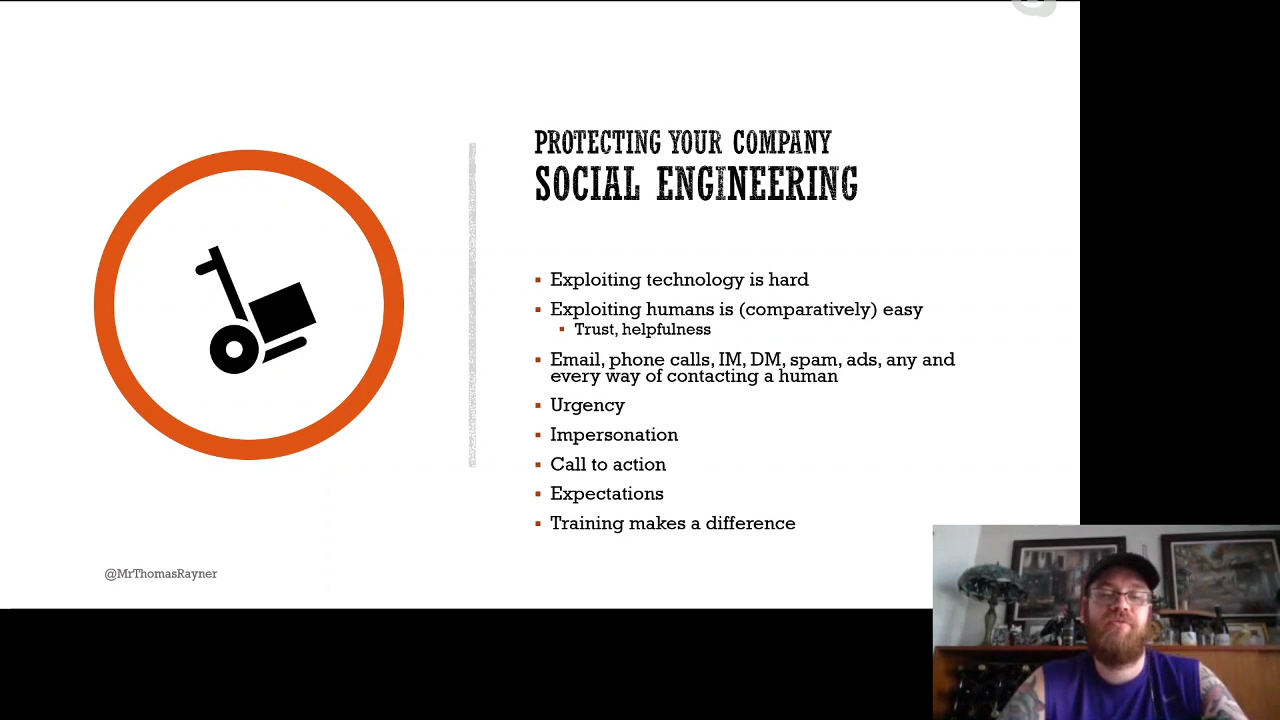 PROTECTING YOUR COMPANY
SOCIAL ENGINEERING
Exploiting technology is hard
Exploiting humans is (comparatively) easy
Trust, helpfulness
Email, phone calls, IM, DM, spam, ads, any and
every way of contacting a human
Urgency
Impersonation
Call to action
Expectations
Training makes a difference
@MrThomasRayner